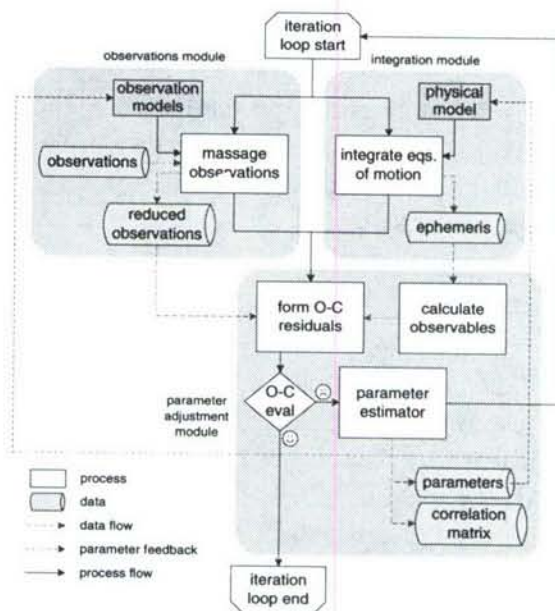 iteration
loop start
observations module
integration module
observation
models
physical
model
observations
massage
observations
integrate eqs.
of motion
reduced
observations
ephemeris
form O-C
residuals
calculate
observables
O-C
eval
parameter
estimator
parameter
adjustment
module
process
data
data flow
parameter feedback
process flow
parameters
correlation
matrix
iteration
loop end